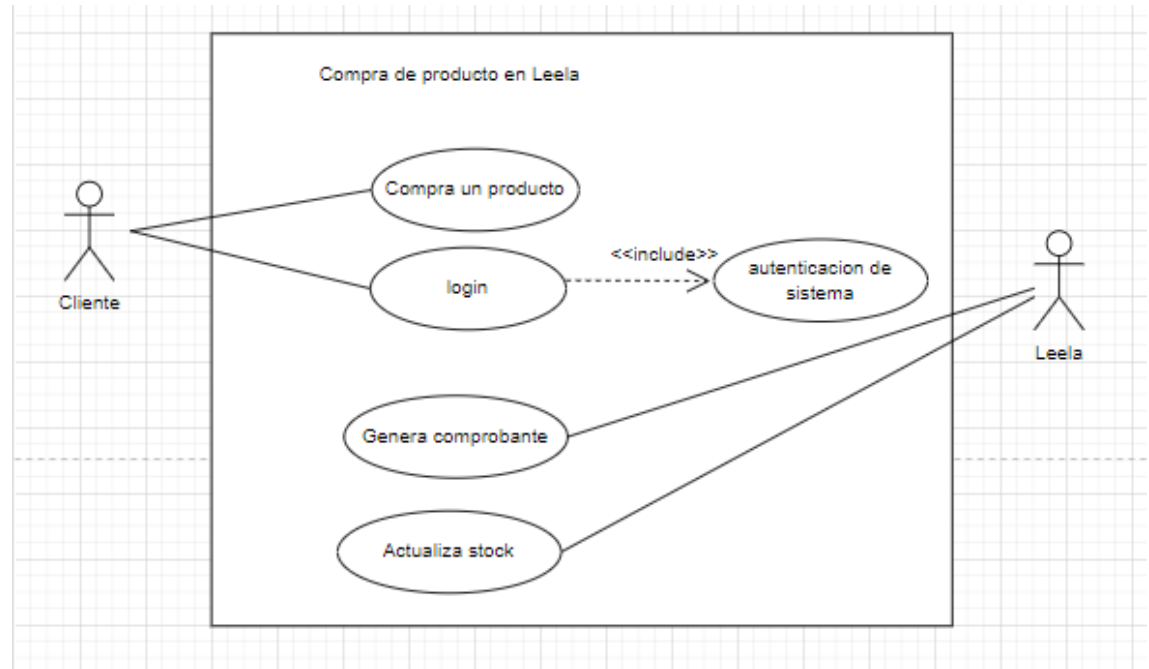 Compra de producto en Leela
Compra un producto
Cliente
login
<<include>>
autenticacion de
sistema
Leela
Genera comprobante
Actualiza stock